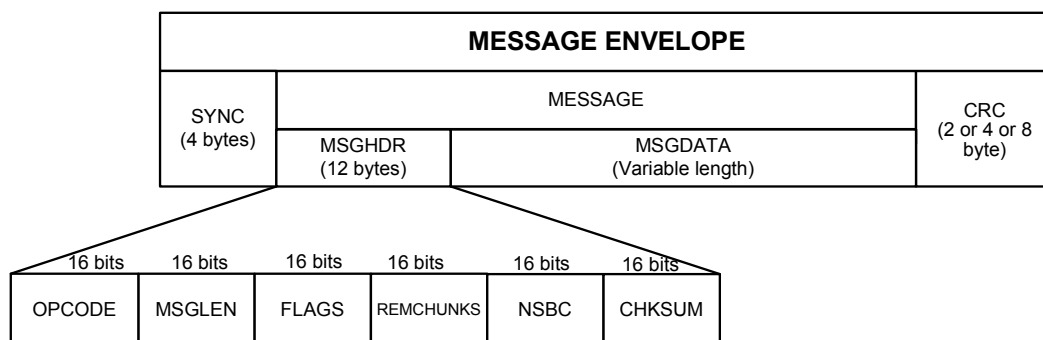 MESSAGE ENVELOPE
SYNC
(4 bytes)
MESSAGE
CRC
(2 or 4 or 8
byte)
MSGHDR
(12 bytes)
MSGDATA
(Variable length)
16 bits
16 bits
16 bits
16 bits
16 bits
16 bits
OPCODE
MSGLEN
FLAGS
REMCHUNKS
NSBC
CHKSUM